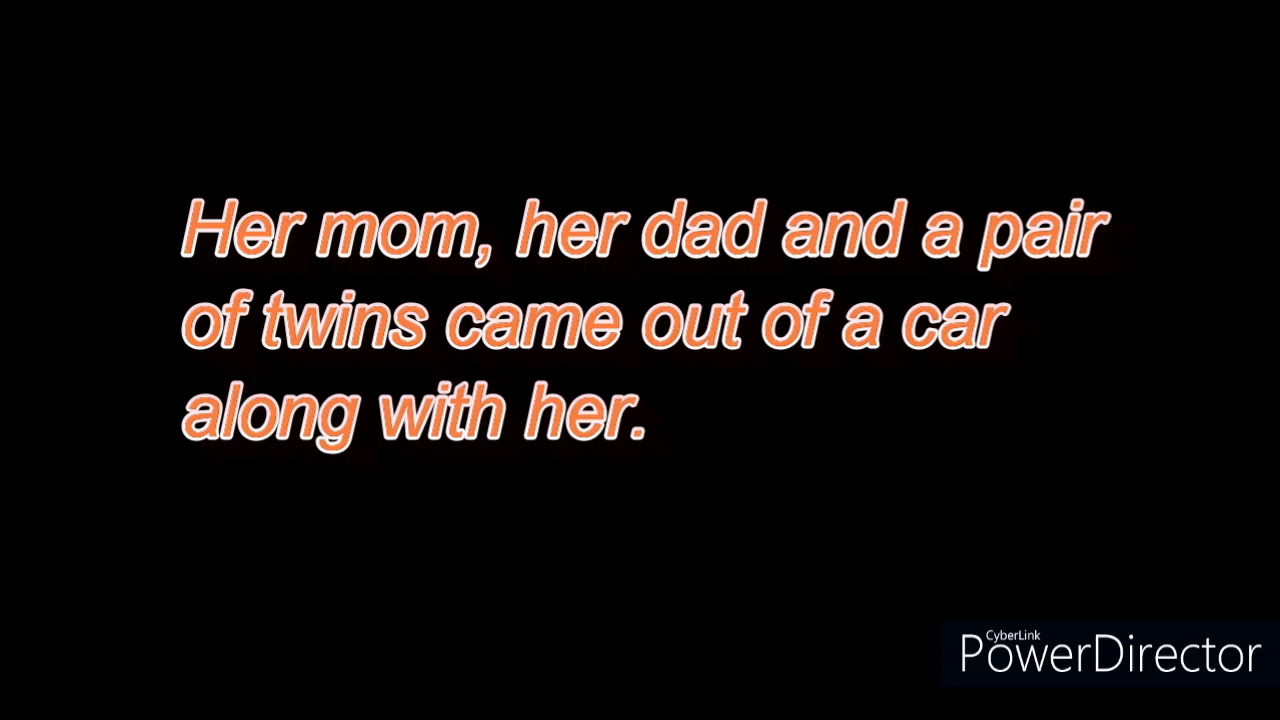 Her mom, her dad and a pair
of twins came out of a car
along with her.
CyberLink
PowerDirector